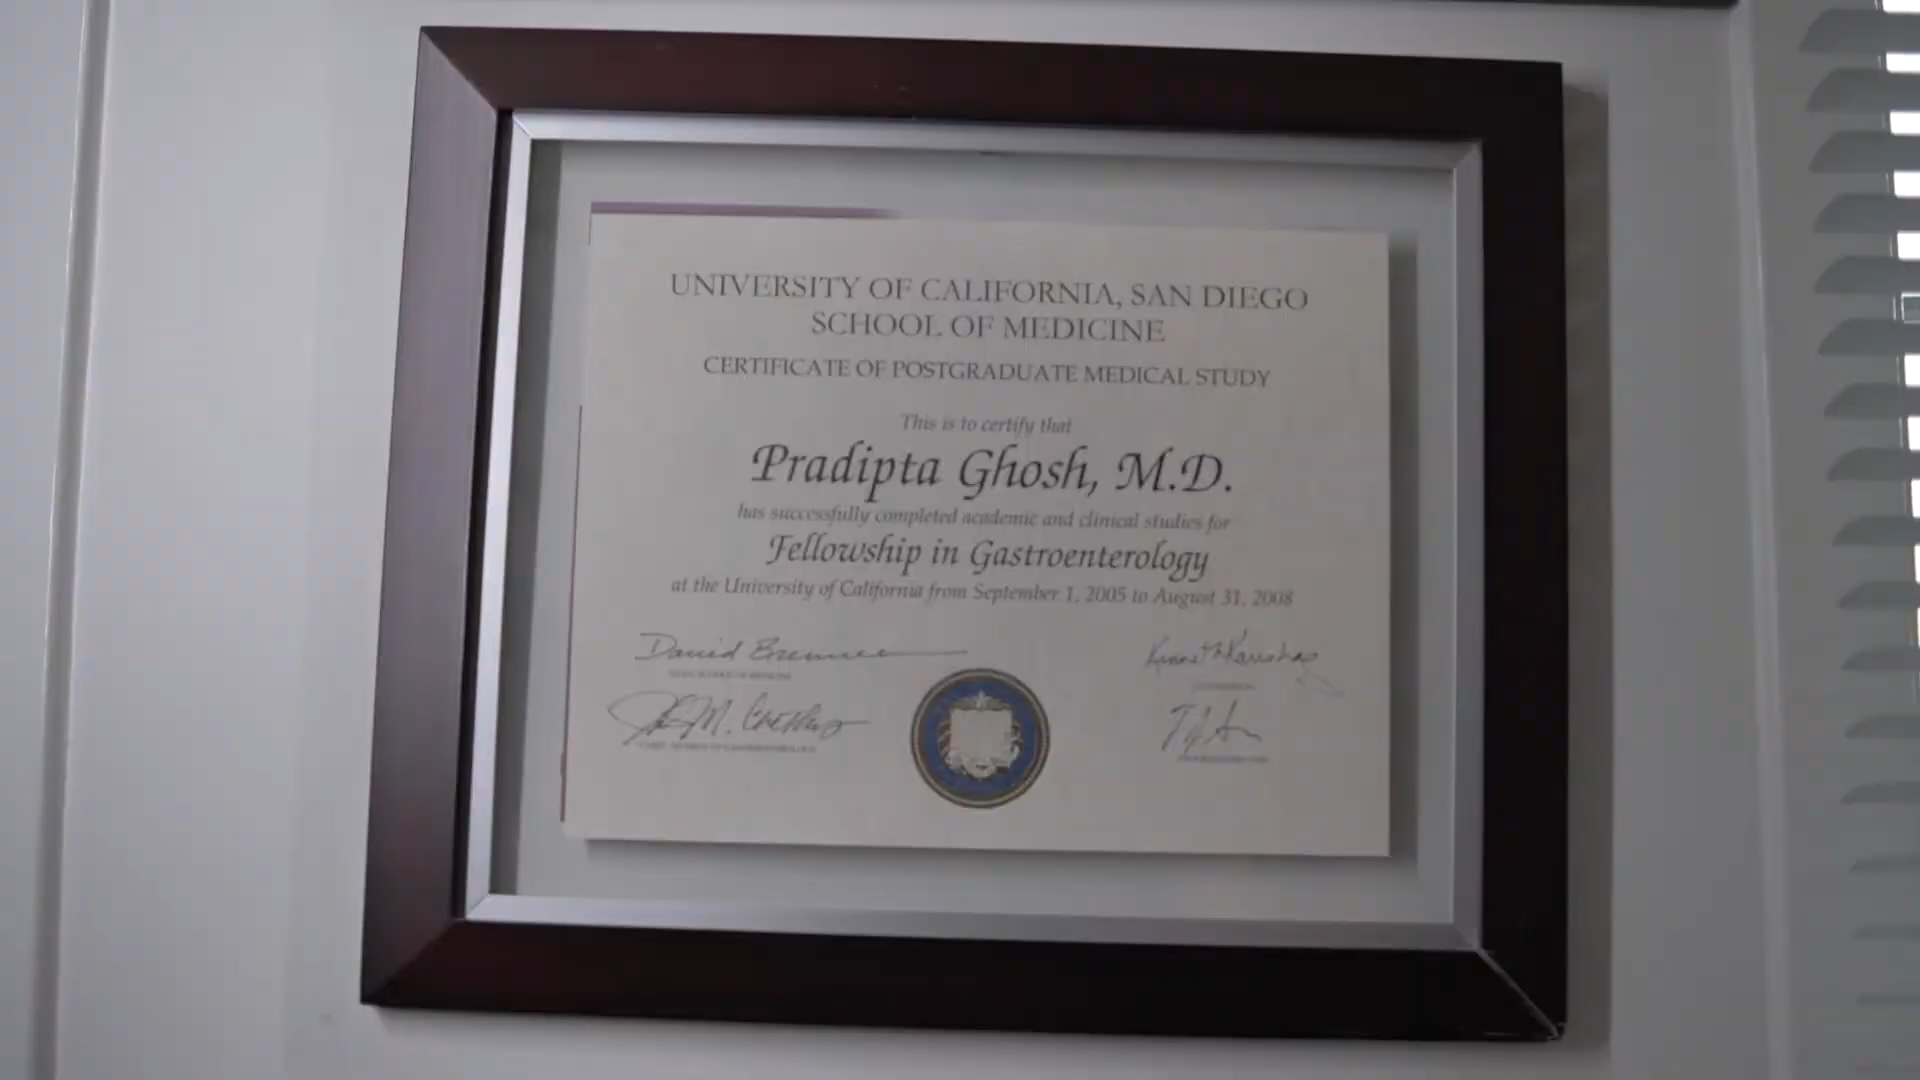 UNIVERSITY OF CALIFORNIA, SAN DIEGO
SCHOOL OF MEDICINE
CERTIFICATE OF POSTGRADUATE MEDICAL STUDY
This is to certify that
Pradipta Ghosh, M.D.
has successfully completed academic and clinical studies for
Fellowship in Gastroenterology
at the University of California from September 1, 2005 to August 31, 2008
David